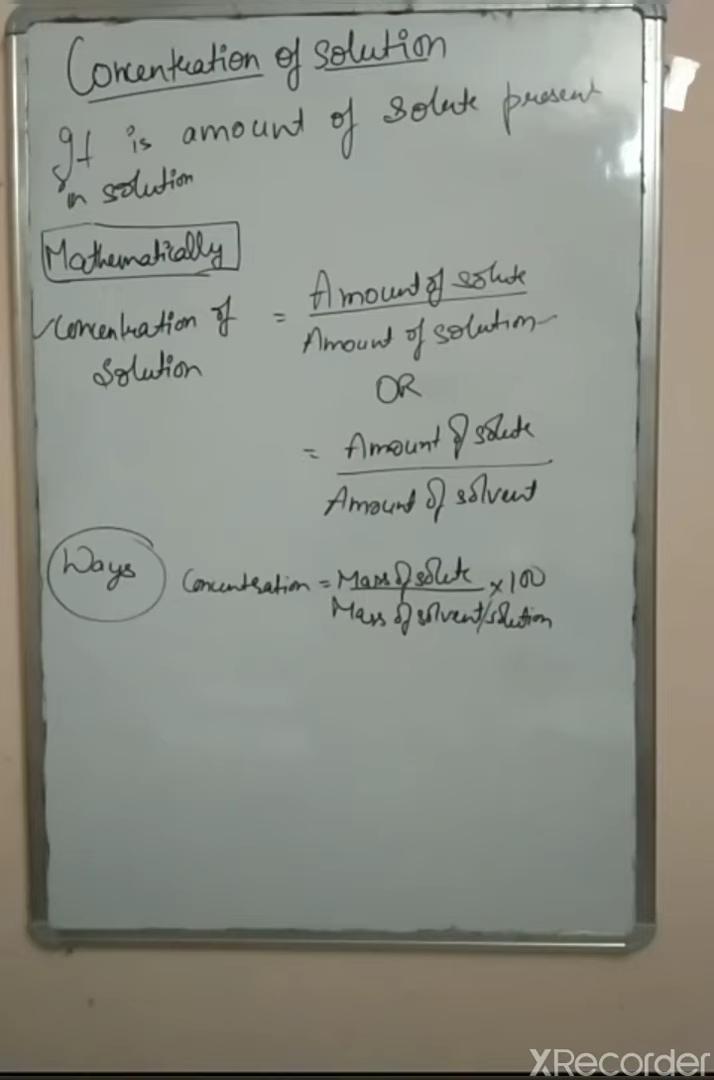 Concentration of solution
It is amount of solute present
in solution
Mathematically
Concentration of Solution = Amount of solute / Amount of solution
OR
= Amount of solute / Amount of solvent
Ways
Concentration = Mass of solute / Mass of solvent/solution × 100
XRecorder